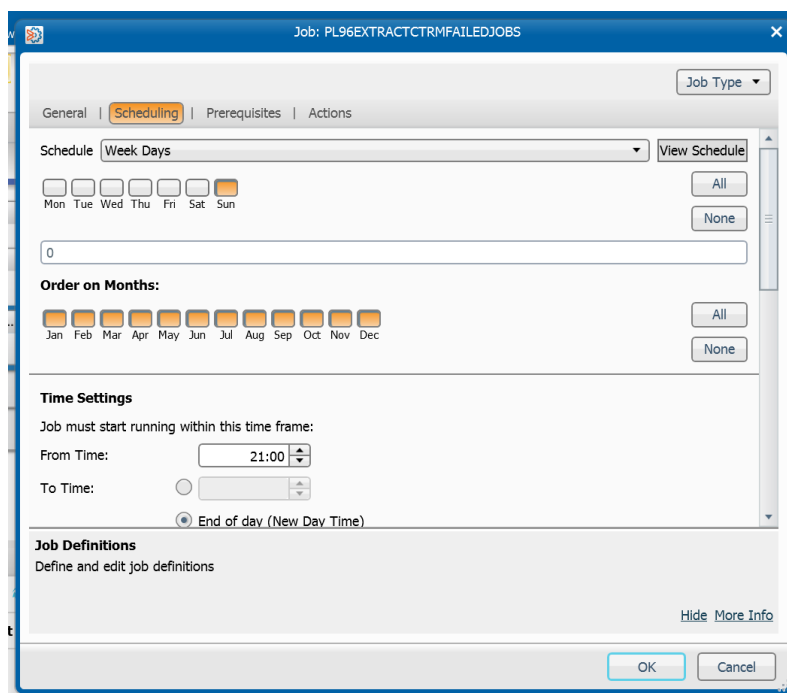 w
Job: PL96EXTRACTCTRMFAILEDJOBS
Job Type
General | Scheduling | Prerequisites | Actions
Schedule Week Days View Schedule
All
Mon Tue Wed Thu Fri Sat Sun
None
0
Order on Months:
All
Jan Feb Mar Apr May Jun Jul Aug Sep Oct Nov Dec
None
Time Settings
Job must start running within this time frame:
From Time: 21:00
To Time:
End of day (New Day Time)
Job Definitions
Define and edit job definitions
t
Hide More Info
OK Cancel